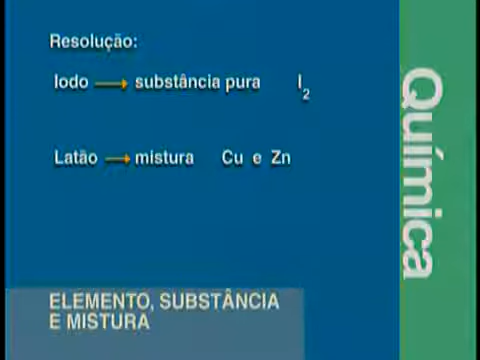 Resolução:
Iodo → substância pura I₂
Latão → mistura Cu e Zn
Química
ELEMENTO, SUBSTÂNCIA
E MISTURA